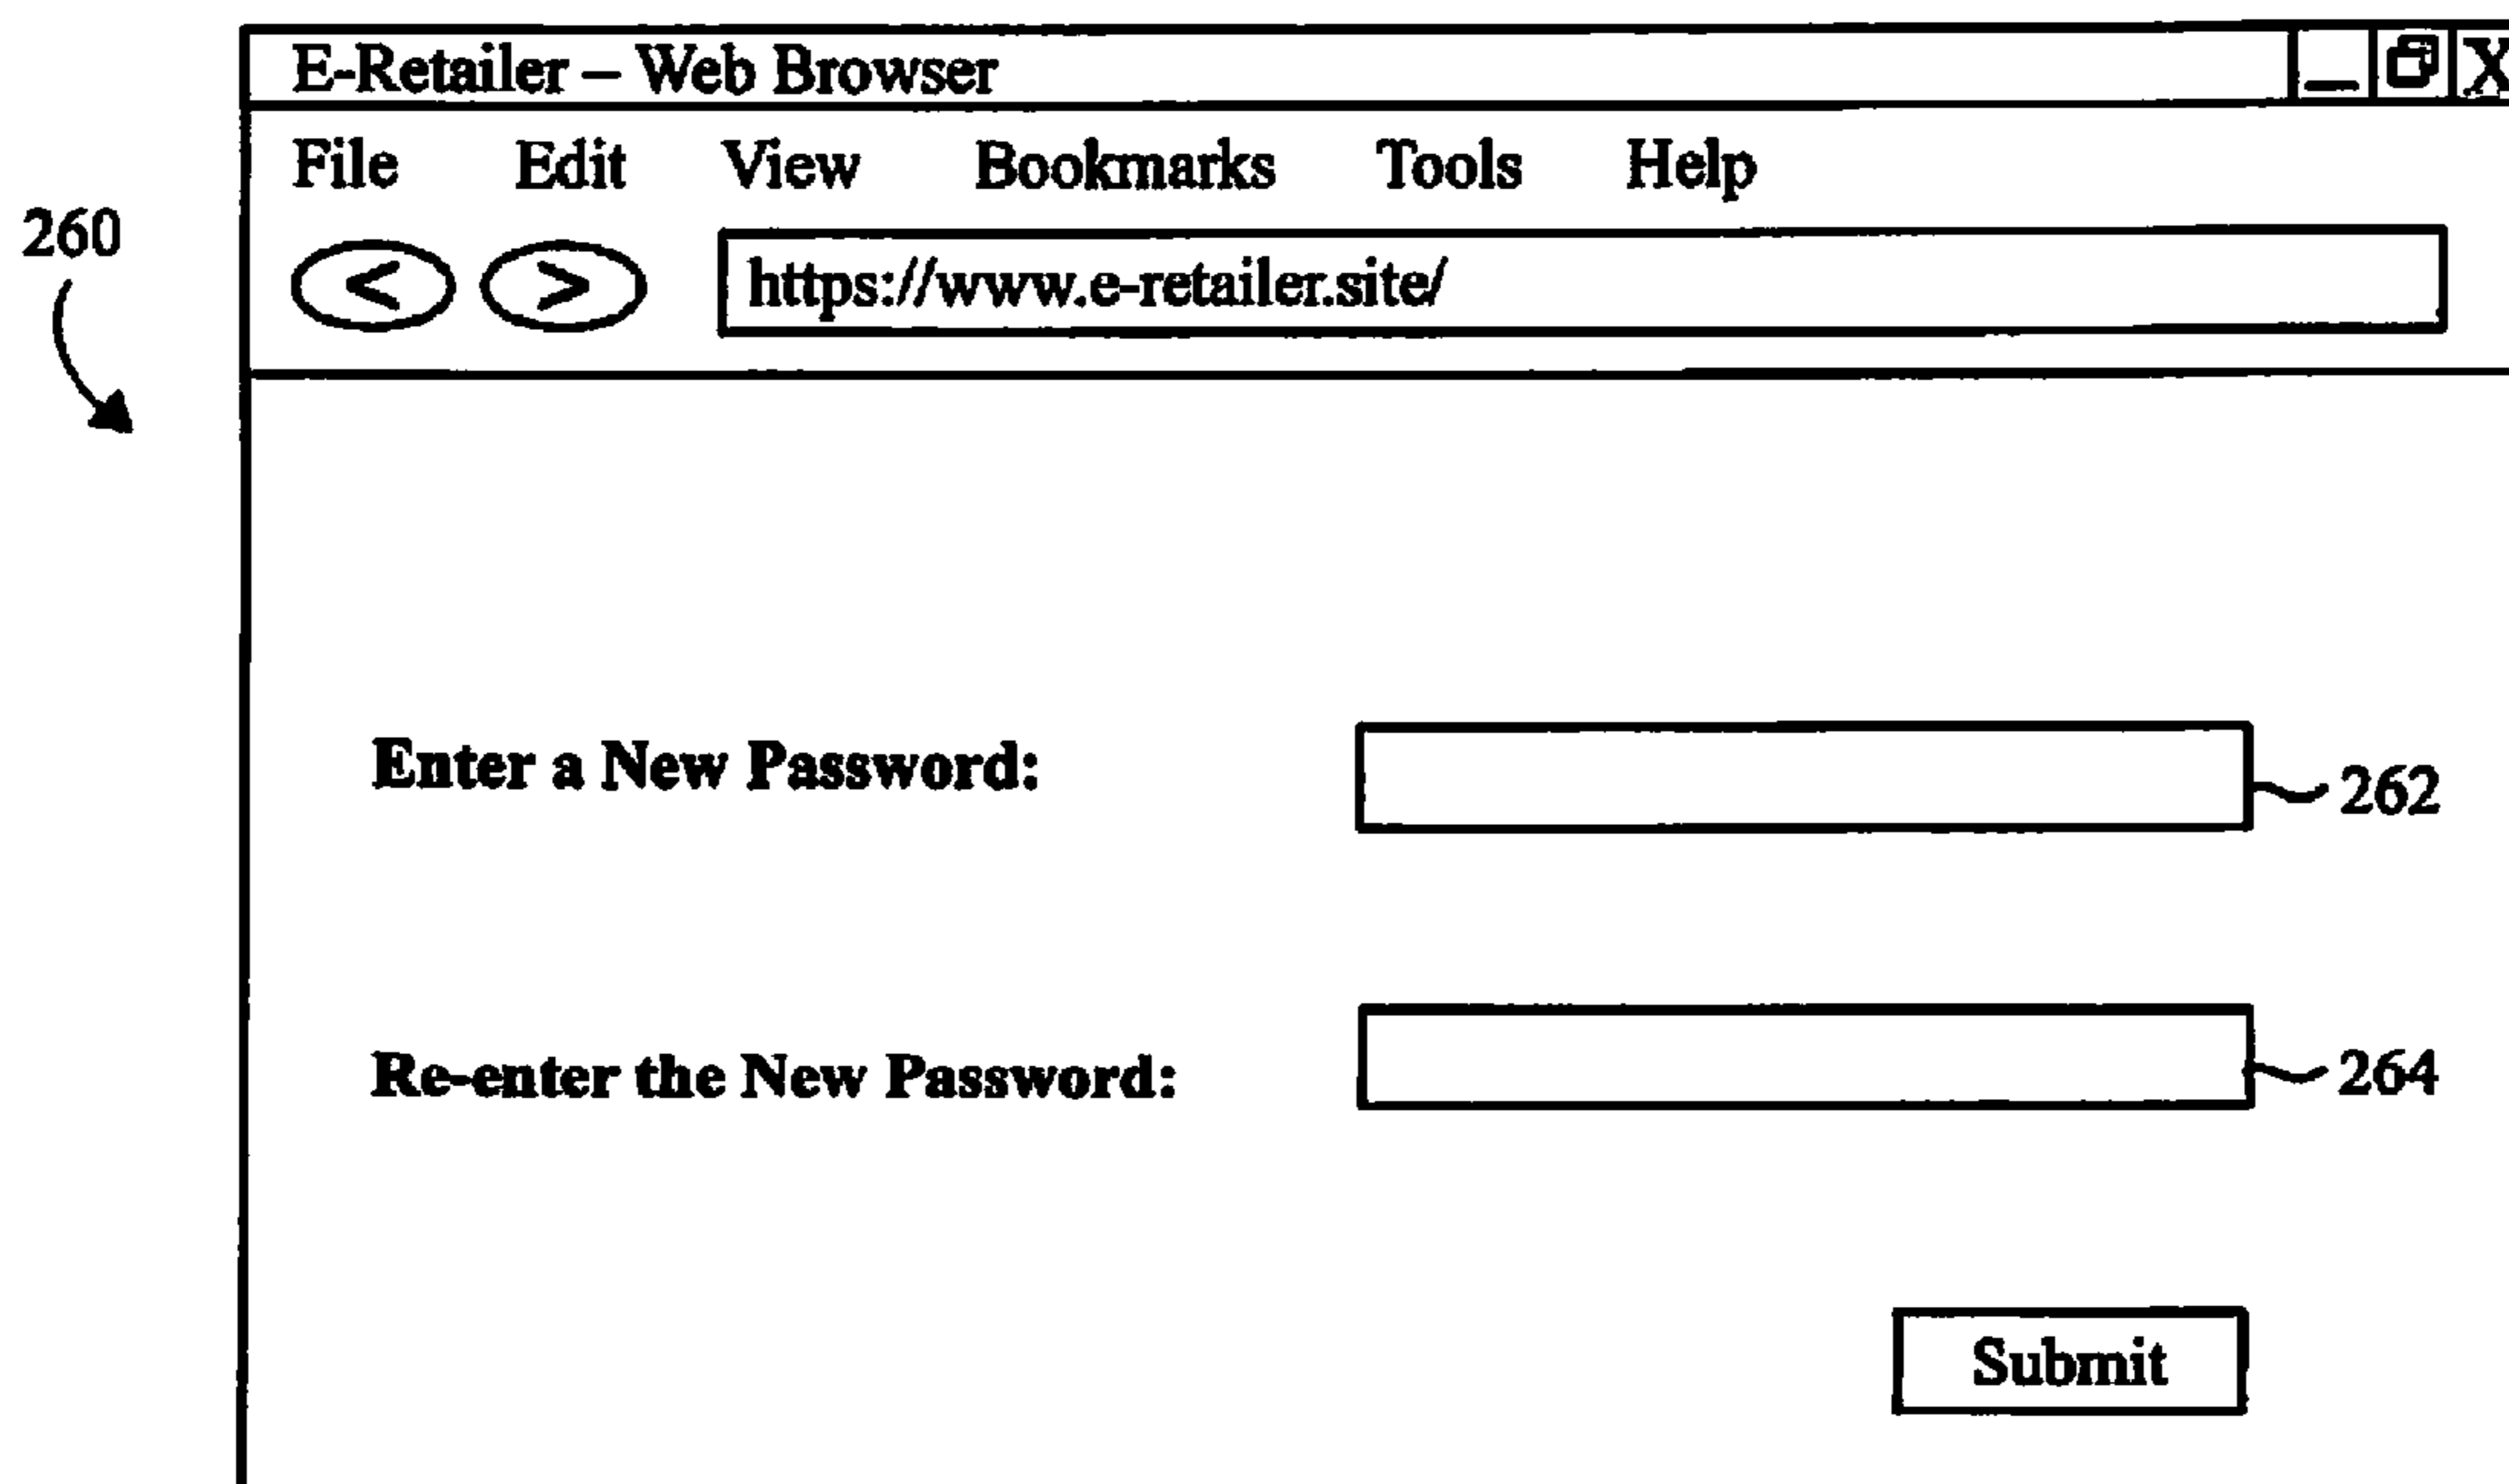 E-Retailer – Web Browser X
File Edit View Bookmarks Tools Help
260
< > https://www.e-retailer.site/
Enter a New Password:
262
Re-enter the New Password:
264
Submit